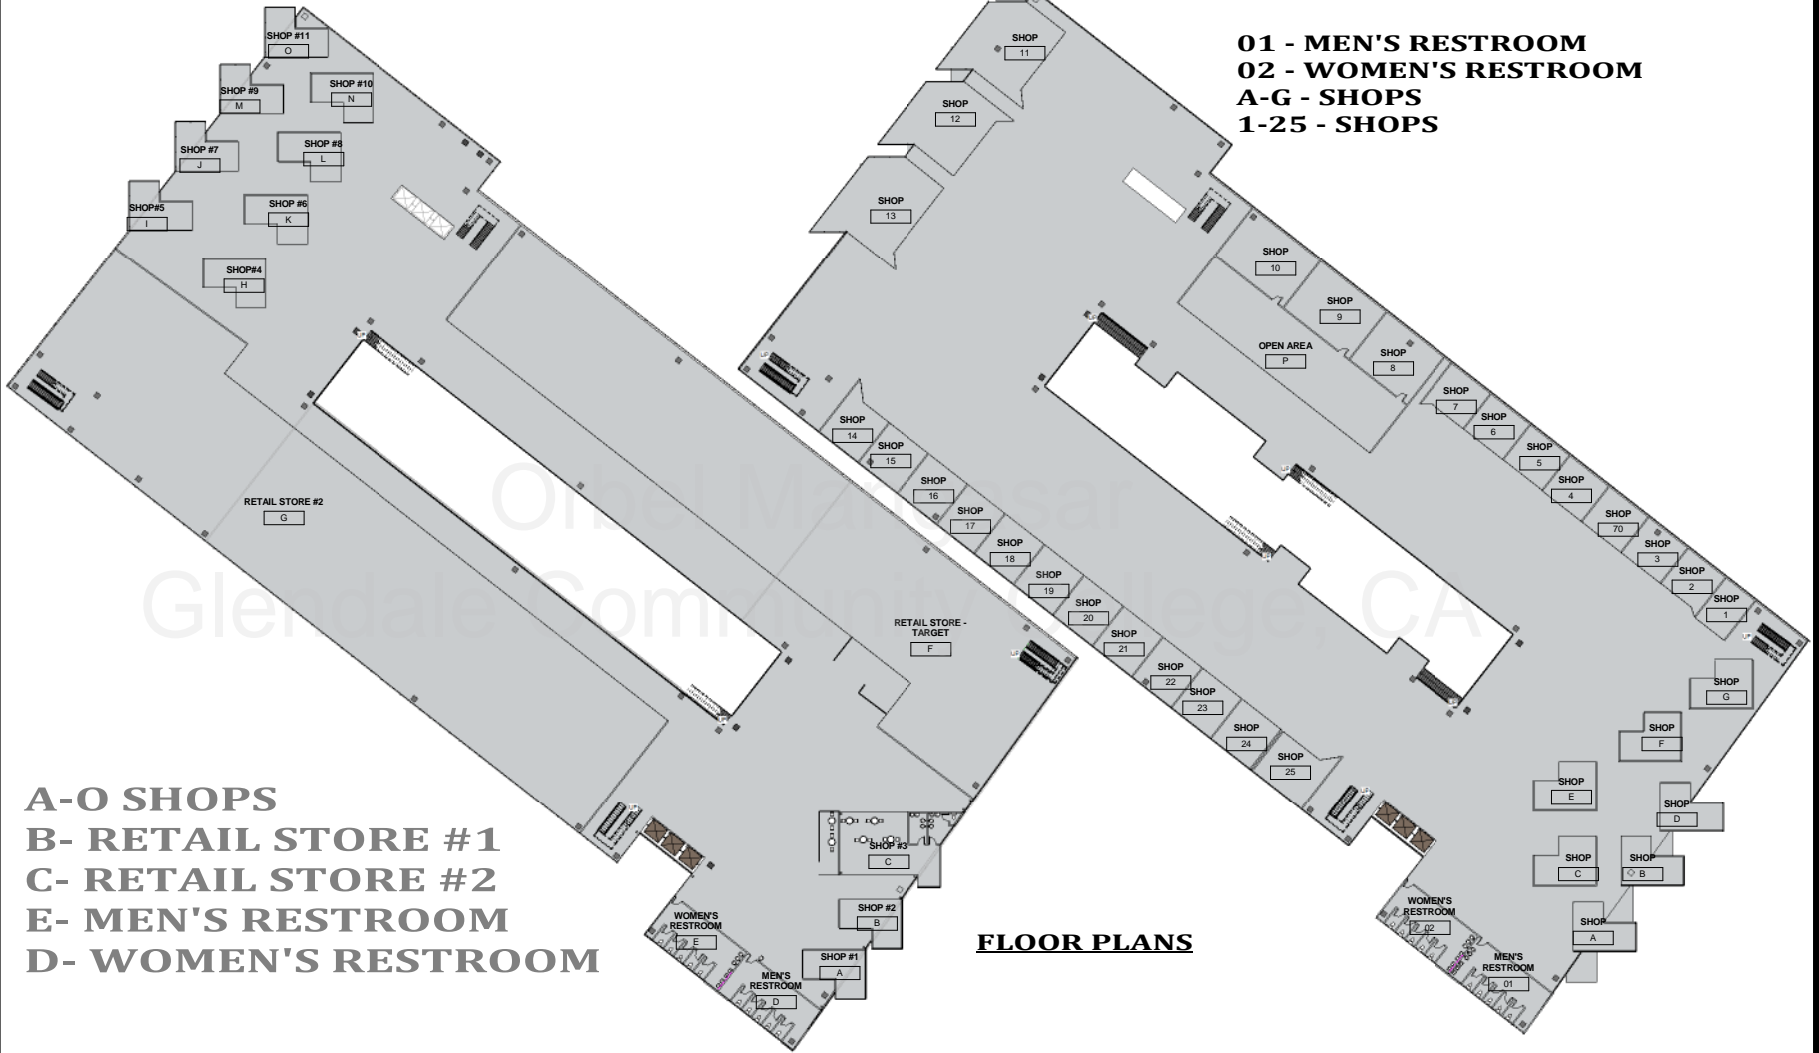 01 - MEN'S RESTROOM
02 - WOMEN'S RESTROOM
A-G - SHOPS
1-25 - SHOPS
SHOP #11
O
SHOP #9
M
SHOP #10
N
SHOP #7
J
SHOP #8
L
SHOP#5
I
SHOP #6
K
SHOP#4
H
RETAIL STORE #2
G
RETAIL STORE -
TARGET
F
SHOP #3
C
SHOP #2
B
SHOP #1
A
WOMEN'S
RESTROOM
E
MEN'S
RESTROOM
D
SHOP
11
SHOP
12
SHOP
13
SHOP
10
SHOP
9
OPEN AREA
P
SHOP
8
SHOP
7
SHOP
6
SHOP
5
SHOP
4
SHOP
70
SHOP
3
SHOP
2
SHOP
1
SHOP
14
SHOP
15
SHOP
16
SHOP
17
SHOP
18
SHOP
19
SHOP
20
SHOP
21
SHOP
22
SHOP
23
SHOP
24
SHOP
25
SHOP
G
SHOP
F
SHOP
E
SHOP
D
SHOP
C
SHOP
B
SHOP
A
WOMEN'S
RESTROOM
02
MEN'S
RESTROOM
01
Glendale Community College, CA
A-O SHOPS
B- RETAIL STORE #1
C- RETAIL STORE #2
E- MEN'S RESTROOM
D- WOMEN'S RESTROOM
FLOOR PLANS